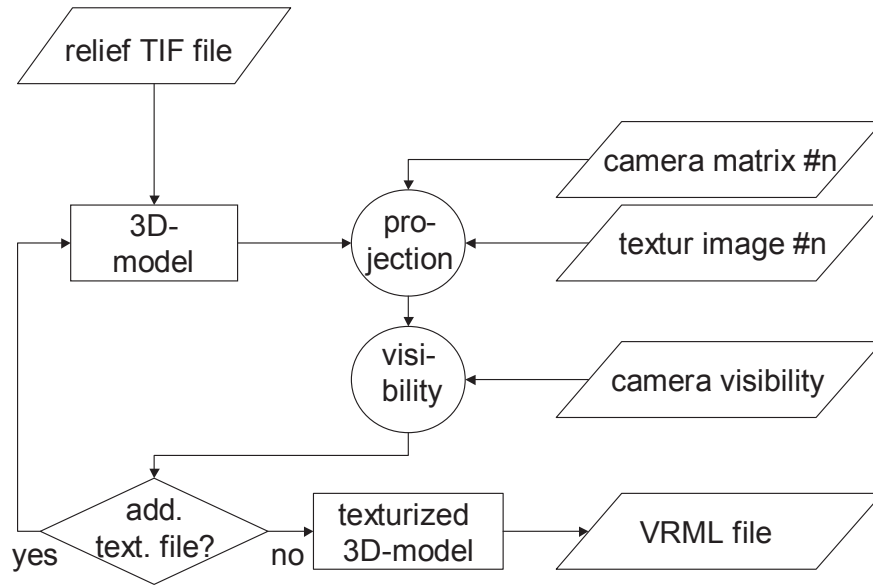 relief TIF file
camera matrix #n
3D-
model
pro-
jection
textur image #n
visi-
bility
camera visibility
add.
text. file?
yes
no
texturized
3D-model
VRML file